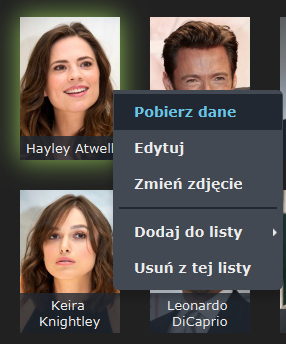 Hayley Atwell
Pobierz dane
Edytuj
Zmień zdjęcie
Dodaj do listy
Usuń z tej listy
Keira
Knightley
Leonardo
DiCaprio